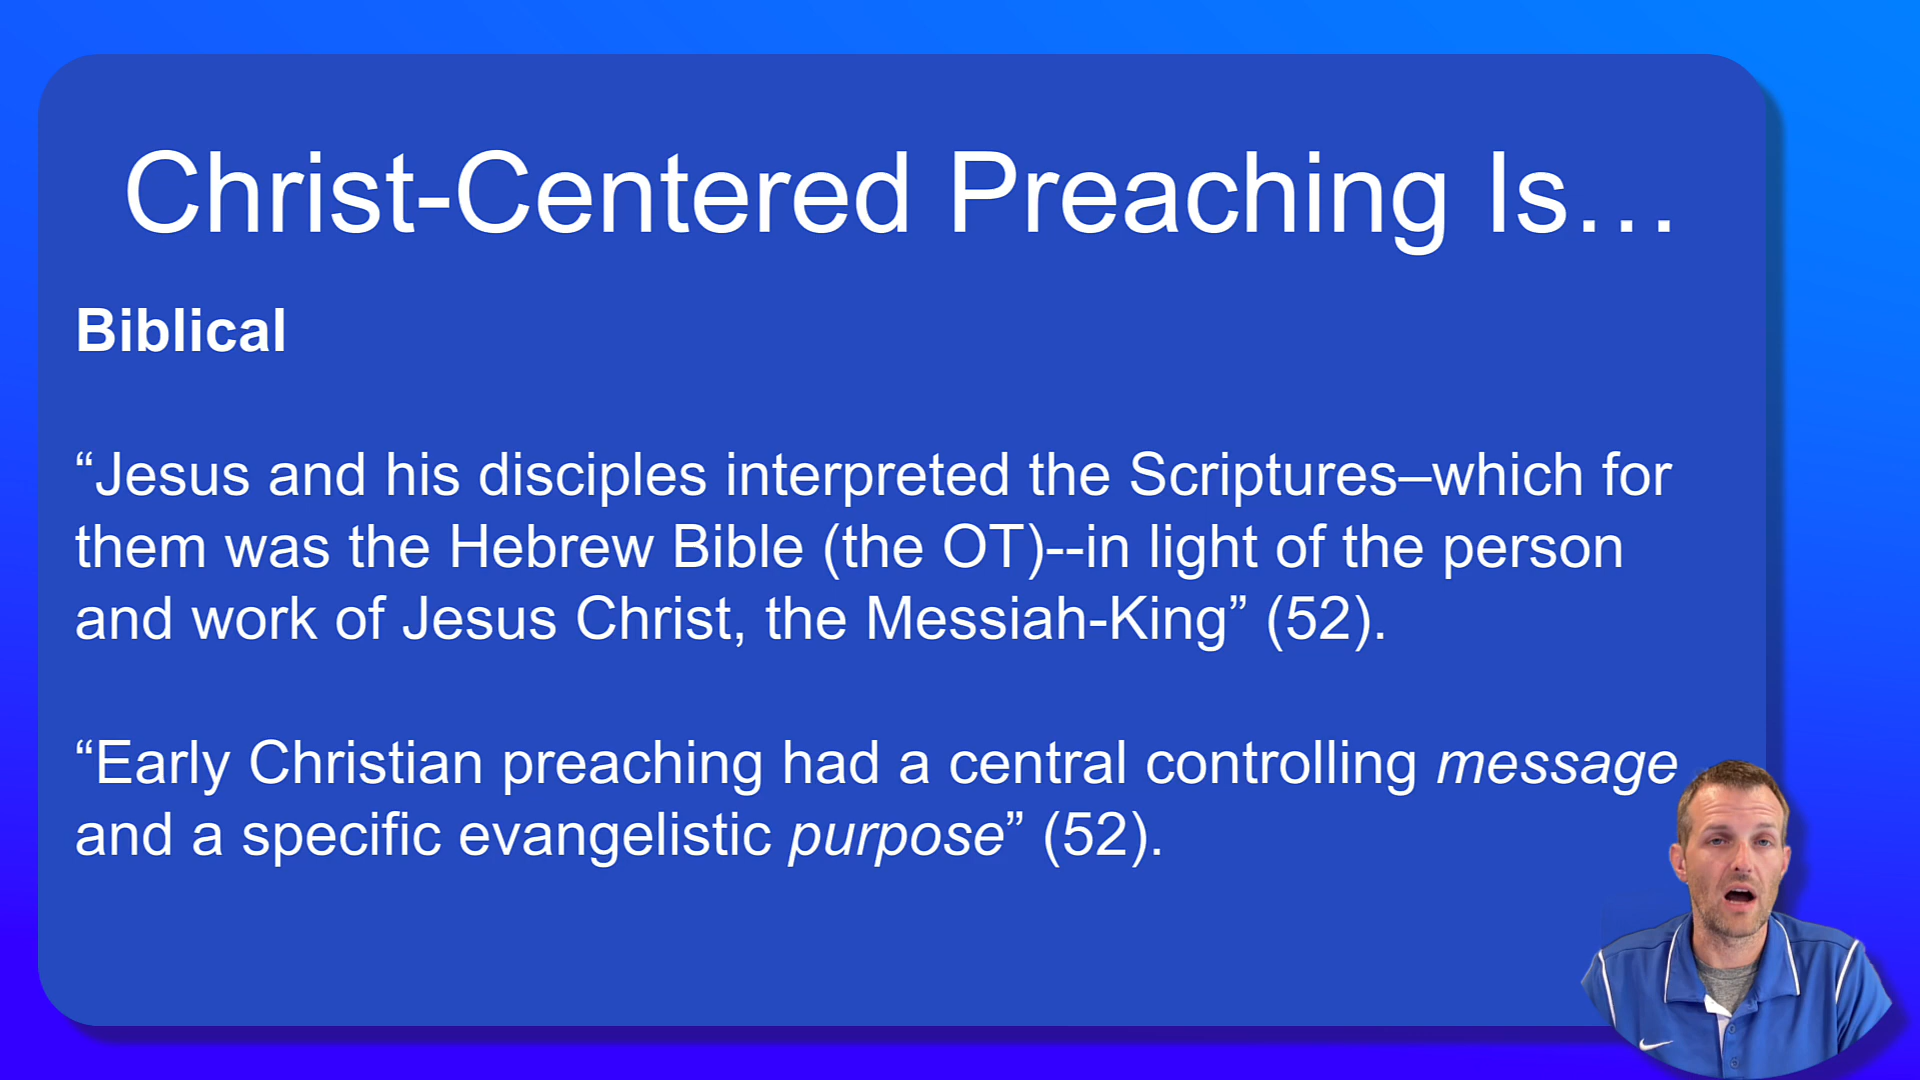 Christ-Centered Preaching Is…
Biblical
“Jesus and his disciples interpreted the Scriptures–which for
them was the Hebrew Bible (the OT)--in light of the person
and work of Jesus Christ, the Messiah-King” (52).
“Early Christian preaching had a central controlling message
and a specific evangelistic purpose” (52).